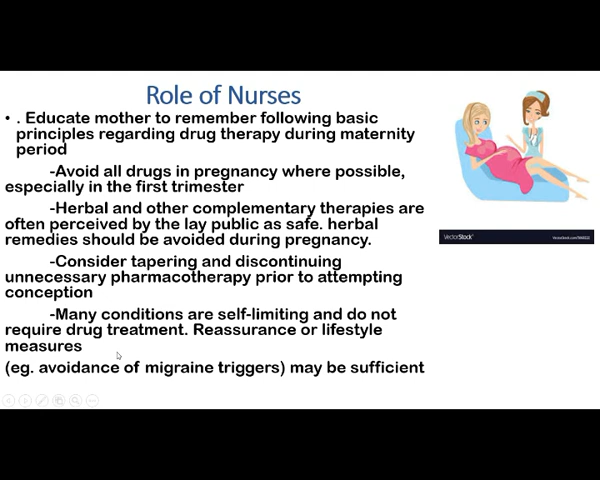 Role of Nurses
• . Educate mother to remember following basic
principles regarding drug therapy during maternity
period
-Avoid all drugs in pregnancy where possible,
especially in the first trimester
-Herbal and other complementary therapies are
often perceived by the lay public as safe. herbal
remedies should be avoided during pregnancy.
-Consider tapering and discontinuing
unnecessary pharmacotherapy prior to attempting
conception
-Many conditions are self-limiting and do not
require drug treatment. Reassurance or lifestyle
measures
(eg. avoidance of migraine triggers) may be sufficient
VectorStock